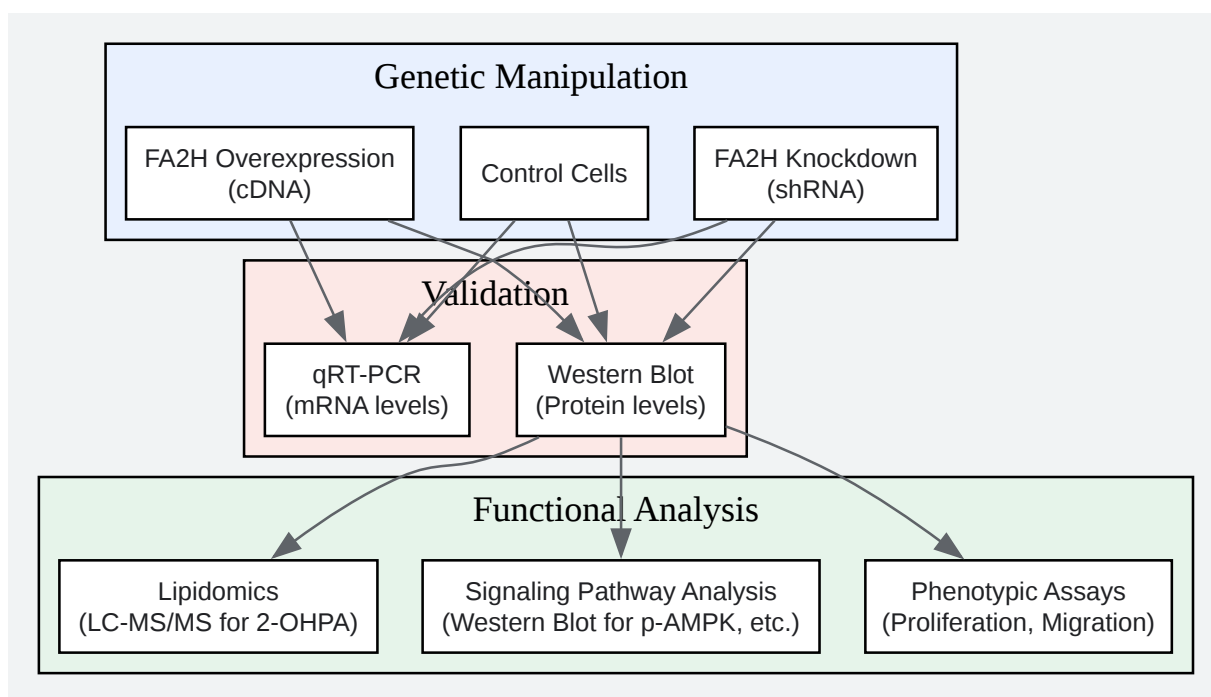 Genetic Manipulation
FA2H Overexpression
(cDNA)
Control Cells
FA2H Knockdown
(shRNA)
Validation
qRT-PCR
(mRNA levels)
Western Blot
(Protein levels)
Functional Analysis
Lipidomics
(LC-MS/MS for 2-OHPA)
Signaling Pathway Analysis
(Western Blot for p-AMPK, etc.)
Phenotypic Assays
(Proliferation, Migration)